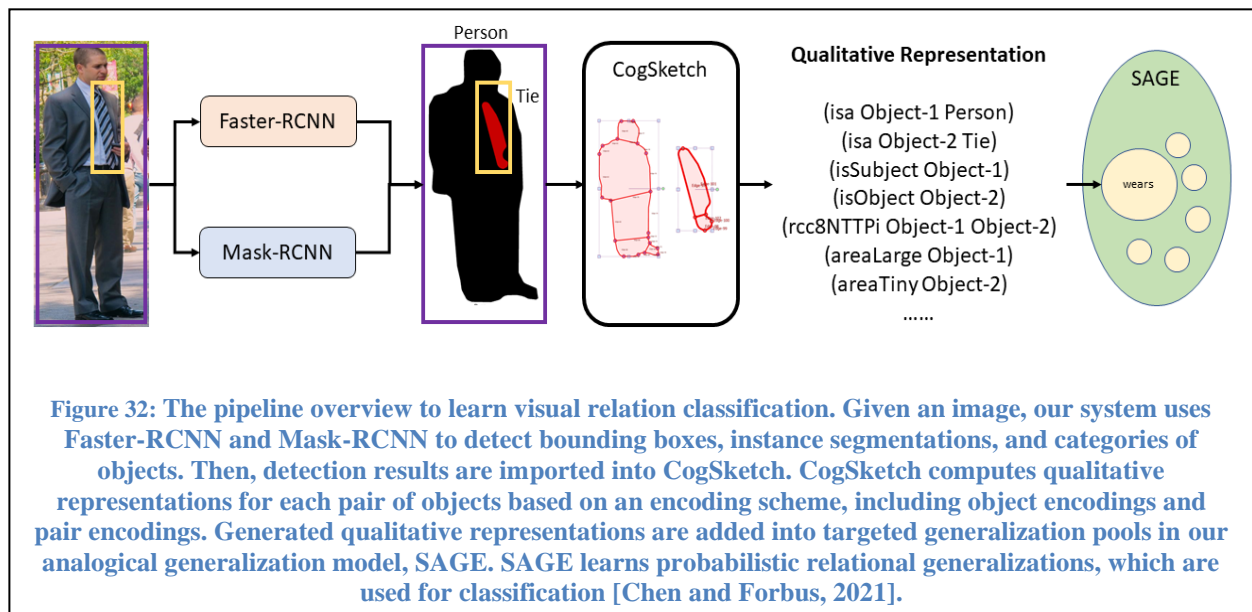 Person
Tie
Faster-RCNN
Mask-RCNN
CogSketch
Qualitative Representation
(isa Object-1 Person)
(isa Object-2 Tie)
(isSubject Object-1)
(isObject Object-2)
(rcc8NTTPi Object-1 Object-2)
(areaLarge Object-1)
(areaTiny Object-2)
......
SAGE
wears
Figure 32: The pipeline overview to learn visual relation classification. Given an image, our system uses
Faster-RCNN and Mask-RCNN to detect bounding boxes, instance segmentations, and categories of
objects. Then, detection results are imported into CogSketch. CogSketch computes qualitative
representations for each pair of objects based on an encoding scheme, including object encodings and
pair encodings. Generated qualitative representations are added into targeted generalization pools in our
analogical generalization model, SAGE. SAGE learns probabilistic relational generalizations, which are
used for classification [Chen and Forbus, 2021].